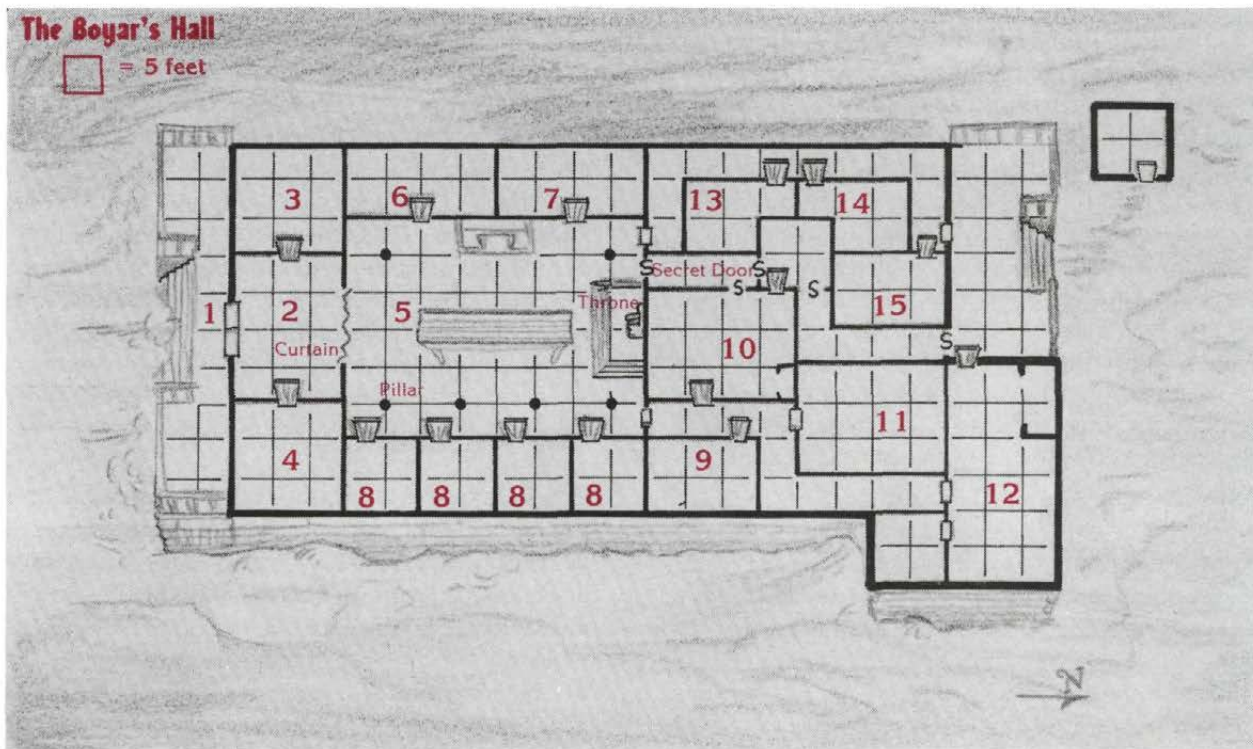 The Boyar's Hall
= 5 feet
3
6
7
13
14
S
Secret Door
S
1
2
5
Throne
S
S
15
Curtain
10
S
Pillar
11
4
9
8
8
8
8
12
N